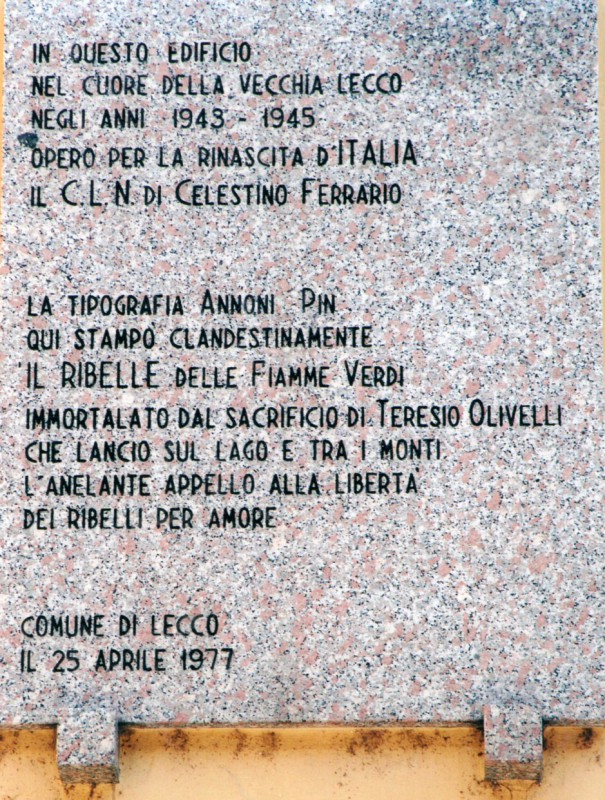 IN QUESTO EDIFICIO
NEL CUORE DELLA VECCHIA LECCO
NEGLI ANNI 1943 - 1945
OPERÒ PER LA RINASCITA D'ITALIA
IL C.L.N. DI CELESTINO FERRARIO
LA TIPOGRAFIA ANNONI PIN
QUI STAMPO' CLANDESTINAMENTE
'IL RIBELLE DELLE FIAMME VERDI
IMMORTALATO DAL SACRIFICIO DI TERESIO OLIVELLI
CHE LANCIO SUL LAGO E TRA I MONTI
L'ANELANTE APPELLO ALLA LIBERTA'
DEI RIBELLI PER AMORE
COMUNE DI LECCO
IL 25 APRILE 1977